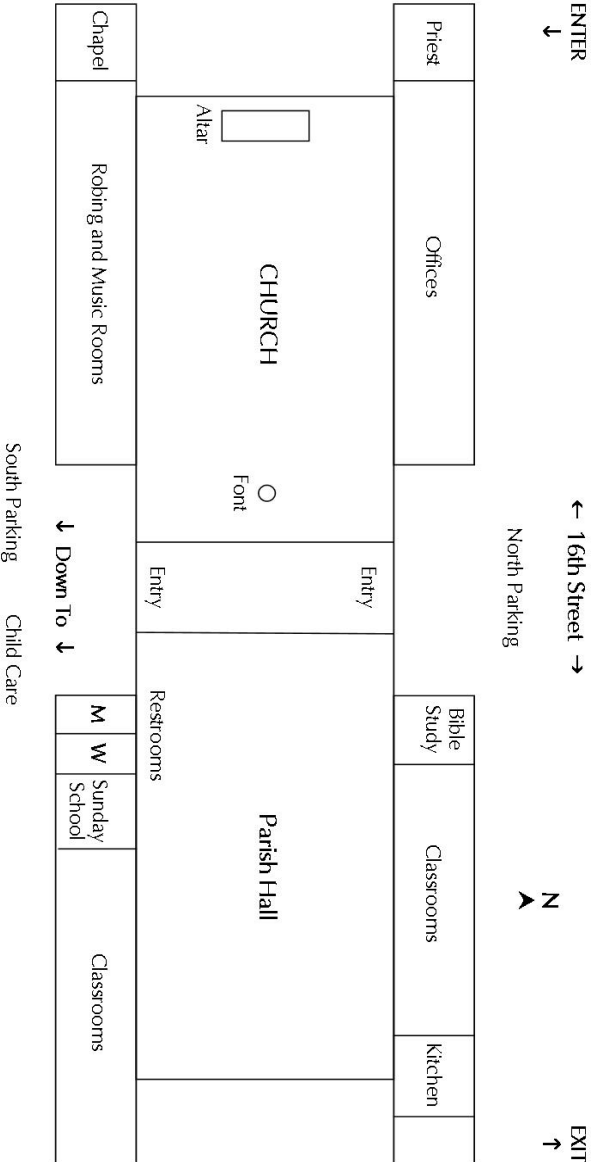 ENTER
↓
← 16th Street →
EXIT
↑
North Parking
N
Priest
Offices
Bible
Study
Classrooms
Kitchen
Altar
CHURCH
Font
Entry
Entry
Parish Hall
Restrooms
Chapel
Robing and Music Rooms
↓ Down To ↓
M
W
Sunday
School
Classrooms
South Parking
Child Care